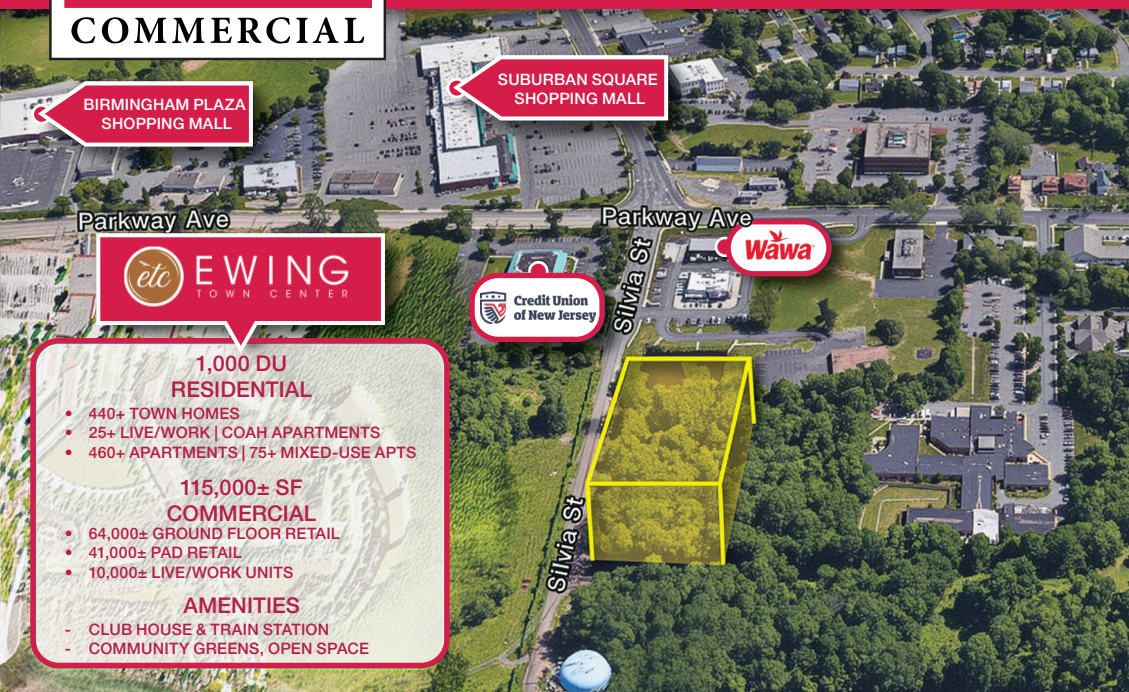 COMMERCIAL
BIRMINGHAM PLAZA
SHOPPING MALL
SUBURBAN SQUARE
SHOPPING MALL
Parkway Ave
Parkway Ave
Wawa
Silvia St
Credit Union
of New Jersey
etc EWING
TOWN CENTER
1,000 DU
RESIDENTIAL
• 440+ TOWN HOMES
• 25+ LIVE/WORK | COAH APARTMENTS
• 460+ APARTMENTS | 75+ MIXED-USE APTS
115,000± SF
COMMERCIAL
• 64,000± GROUND FLOOR RETAIL
• 41,000± PAD RETAIL
• 10,000± LIVE/WORK UNITS
AMENITIES
- CLUB HOUSE & TRAIN STATION
- COMMUNITY GREENS, OPEN SPACE
Silvia St